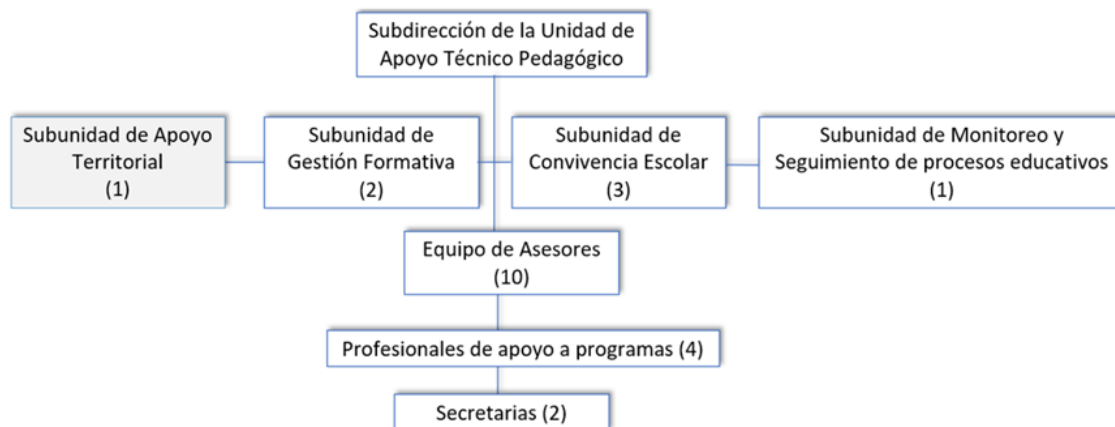 Subdirección de la Unidad de
Apoyo Técnico Pedagógico
Subunidad de Apoyo
Territorial
(1)
Subunidad de
Gestión Formativa
(2)
Subunidad de
Convivencia Escolar
(3)
Subunidad de Monitoreo y
Seguimiento de procesos educativos
(1)
Equipo de Asesores
(10)
Profesionales de apoyo a programas (4)
Secretarias (2)